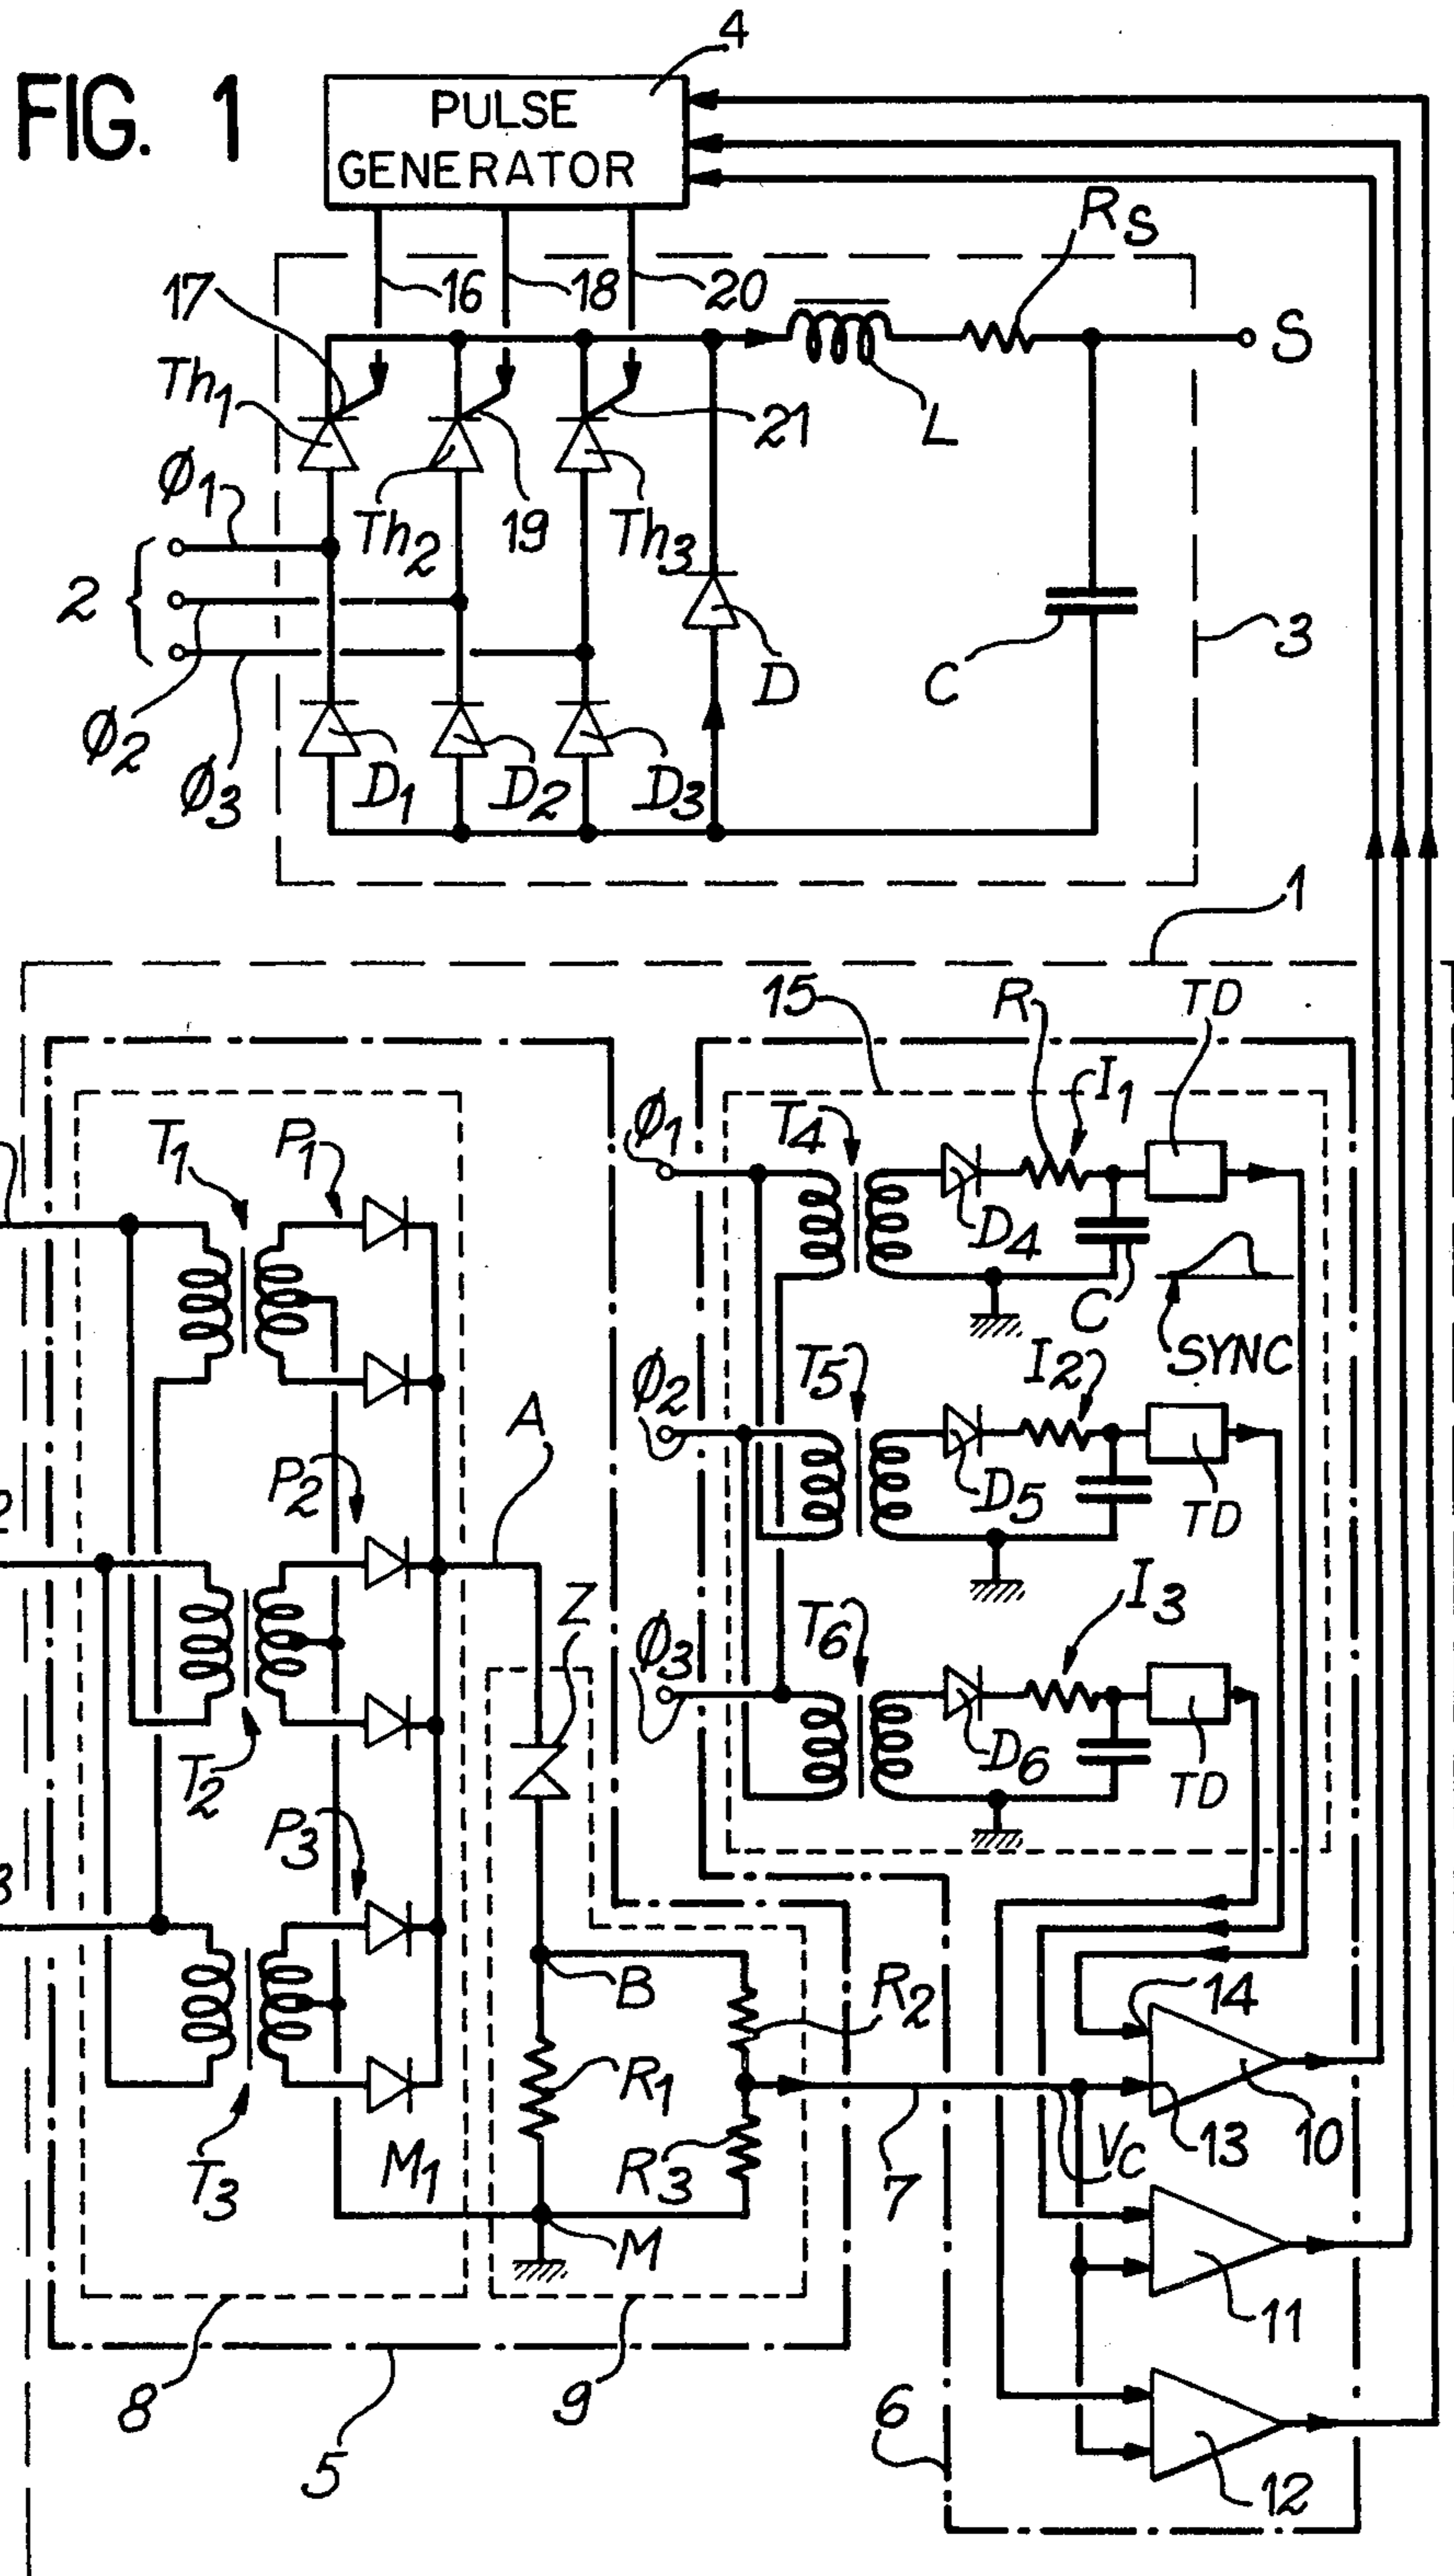 4
FIG. 1
PULSE
GENERATOR
RS
17
16
18
20
S
Th1
21
L
Ø1
Th2
19
Th3
2
D
C
3
Ø2
Ø3
D1
D2
D3
1
15
R
TD
I1
T1
P1
Ø1
T4
D4
C
SYNC
I2
T5
Ø2
A
P2
D5
TD
2
Z
I3
T6
Ø3
T2
D6
TD
P3
3
B
R2
14
R1
VC
13
10
T3
M1
R3
7
M
11
8
9
6
5
12